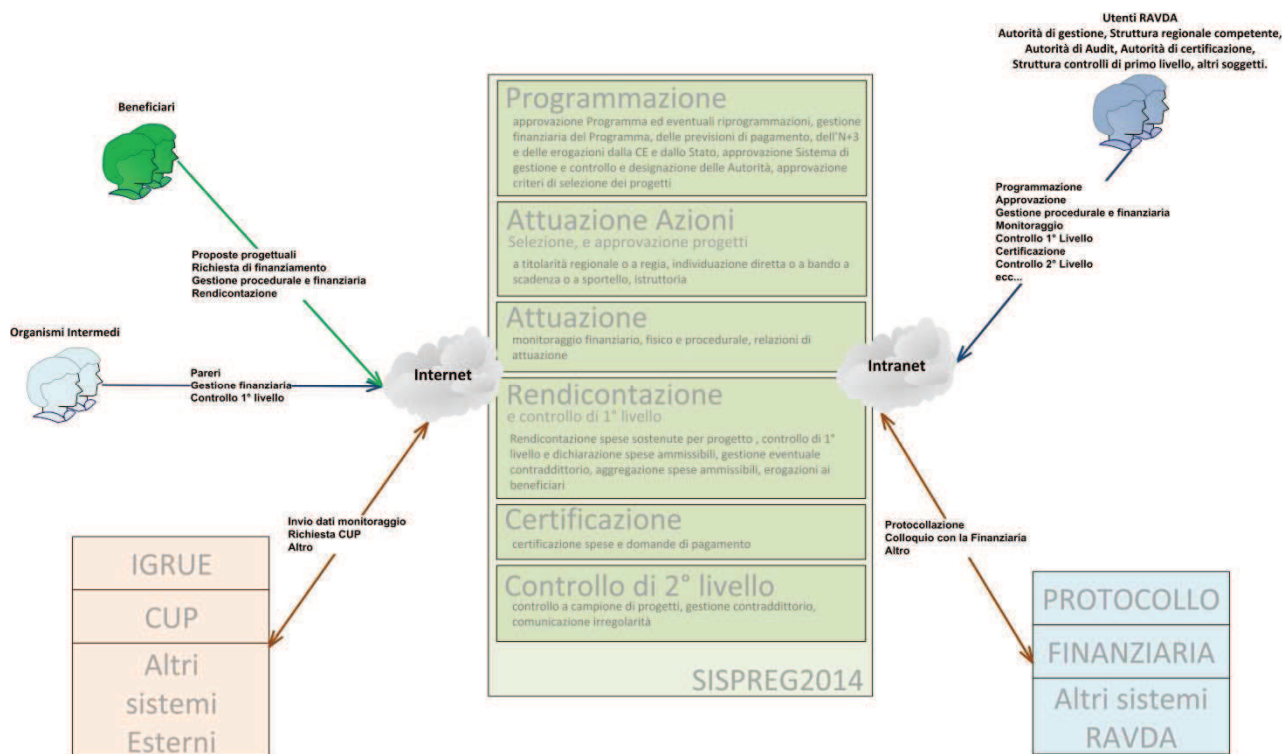 Utenti RAVDA
Autorità di gestione, Struttura regionale competente,
Autorità di Audit, Autorità di certificazione,
Struttura controlli di primo livello, altri soggetti.
Beneficiari
Programmazione
approvazione Programma ed eventuali riprogrammazioni, gestione
finanziaria del Programma, delle previsioni di pagamento, dell'N+3
e delle erogazioni dalla CE e dallo Stato, approvazione Sistema di
gestione e controllo e designazione delle Autorità, approvazione
criteri di selezione dei progetti
Programmazione
Approvazione
Gestione procedurale e finanziaria
Monitoraggio
Controllo 1° Livello
Certificazione
Controllo 2° Livello
ecc...
Attuazione Azioni
Selezione, e approvazione progetti
a titolarità regionale o a regia, individuazione diretta o a bando a
scadenza o a sportello, istruttoria
Proposte progettuali
Richiesta di finanziamento
Gestione procedurale e finanziaria
Rendicontazione
Attuazione
monitoraggio finanziario, fisico e procedurale, relazioni di
attuazione
Organismi Intermedi
Pareri
Gestione finanziaria
Controllo 1° livello
Internet
Intranet
Rendicontazione
e controllo di 1° livello
Rendicontazione spese sostenute per progetto , controllo di 1°
livello e dichiarazione spese ammissibili, gestione eventuale
contraddittorio, aggregazione spese ammissibili, erogazioni ai
beneficiari
Invio dati monitoraggio
Richiesta CUP
Altro
Certificazione
certificazione spese e domande di pagamento
Protocollazione
Colloquio con la Finanziaria
Altro
Controllo di 2° livello
controllo a campione di progetti, gestione contraddittorio,
comunicazione irregolarità
SISPREG2014
IGRUE
CUP
Altri
sistemi
Esterni
PROTOCOLLO
FINANZIARIA
Altri sistemi
RAVDA